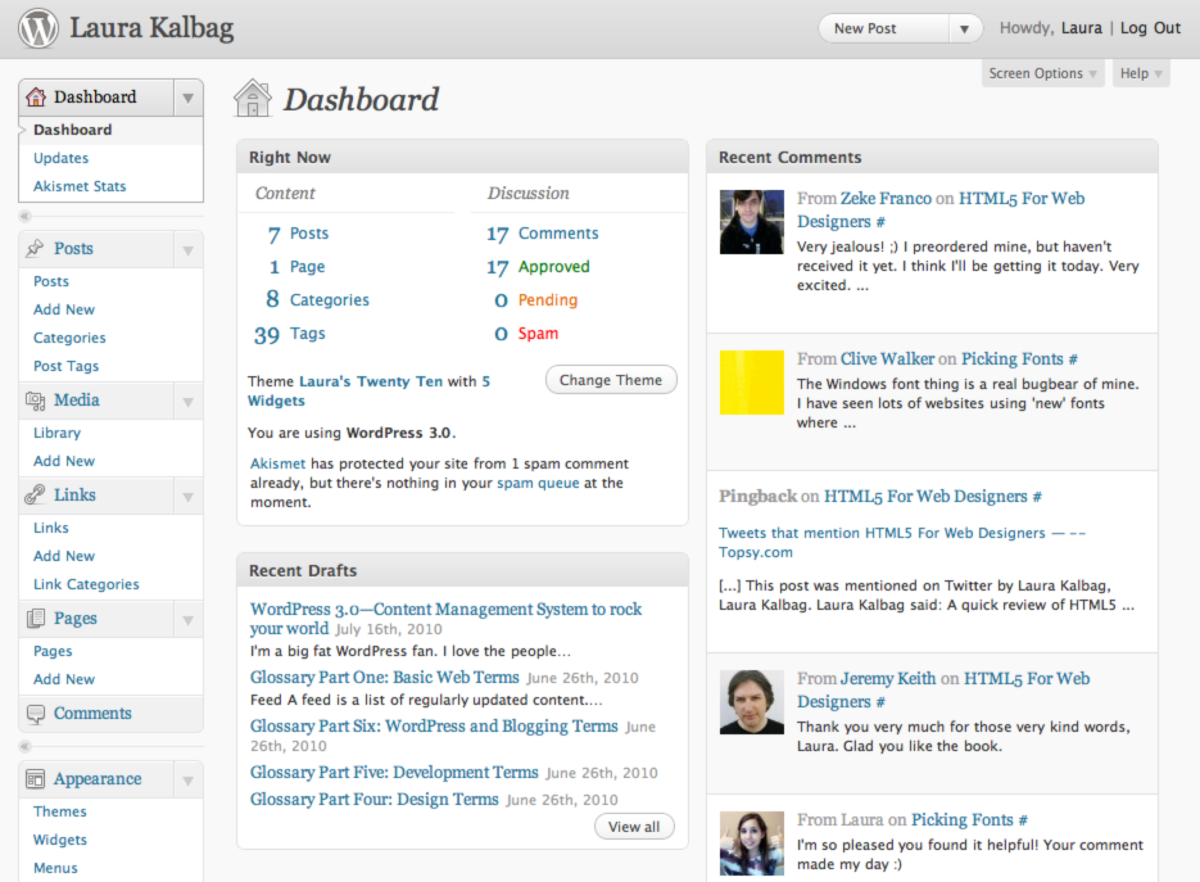 Laura Kalbag
New Post
Howdy, Laura | Log Out
Screen Options
Help
Dashboard
Dashboard
Updates
Akismet Stats
Posts
Posts
Add New
Categories
Post Tags
Media
Library
Add New
Links
Links
Add New
Link Categories
Pages
Pages
Add New
Comments
Appearance
Themes
Widgets
Menus
Dashboard
Right Now
Content
7 Posts
1 Page
8 Categories
39 Tags
Discussion
17 Comments
17 Approved
0 Pending
0 Spam
Theme Laura's Twenty Ten with 5
Widgets
Change Theme
You are using WordPress 3.0.
Akismet has protected your site from 1 spam comment
already, but there's nothing in your spam queue at the
moment.
Recent Drafts
WordPress 3.0—Content Management System to rock
your world July 16th, 2010
I'm a big fat WordPress fan. I love the people…
Glossary Part One: Basic Web Terms June 26th, 2010
Feed A feed is a list of regularly updated content.…
Glossary Part Six: WordPress and Blogging Terms June
26th, 2010
Glossary Part Five: Development Terms June 26th, 2010
Glossary Part Four: Design Terms June 26th, 2010
View all
Recent Comments
From Zeke Franco on HTML5 For Web
Designers #
Very jealous! ;) I preordered mine, but haven't
received it yet. I think I'll be getting it today. Very
excited. ...
From Clive Walker on Picking Fonts #
The Windows font thing is a real bugbear of mine.
I have seen lots of websites using 'new' fonts
where ...
Pingback on HTML5 For Web Designers #
Tweets that mention HTML5 For Web Designers — --
Topsy.com
[...] This post was mentioned on Twitter by Laura Kalbag,
Laura Kalbag. Laura Kalbag said: A quick review of HTML5 ...
From Jeremy Keith on HTML5 For Web
Designers #
Thank you very much for those very kind words,
Laura. Glad you like the book.
From Laura on Picking Fonts #
I'm so pleased you found it helpful! Your comment
made my day :)